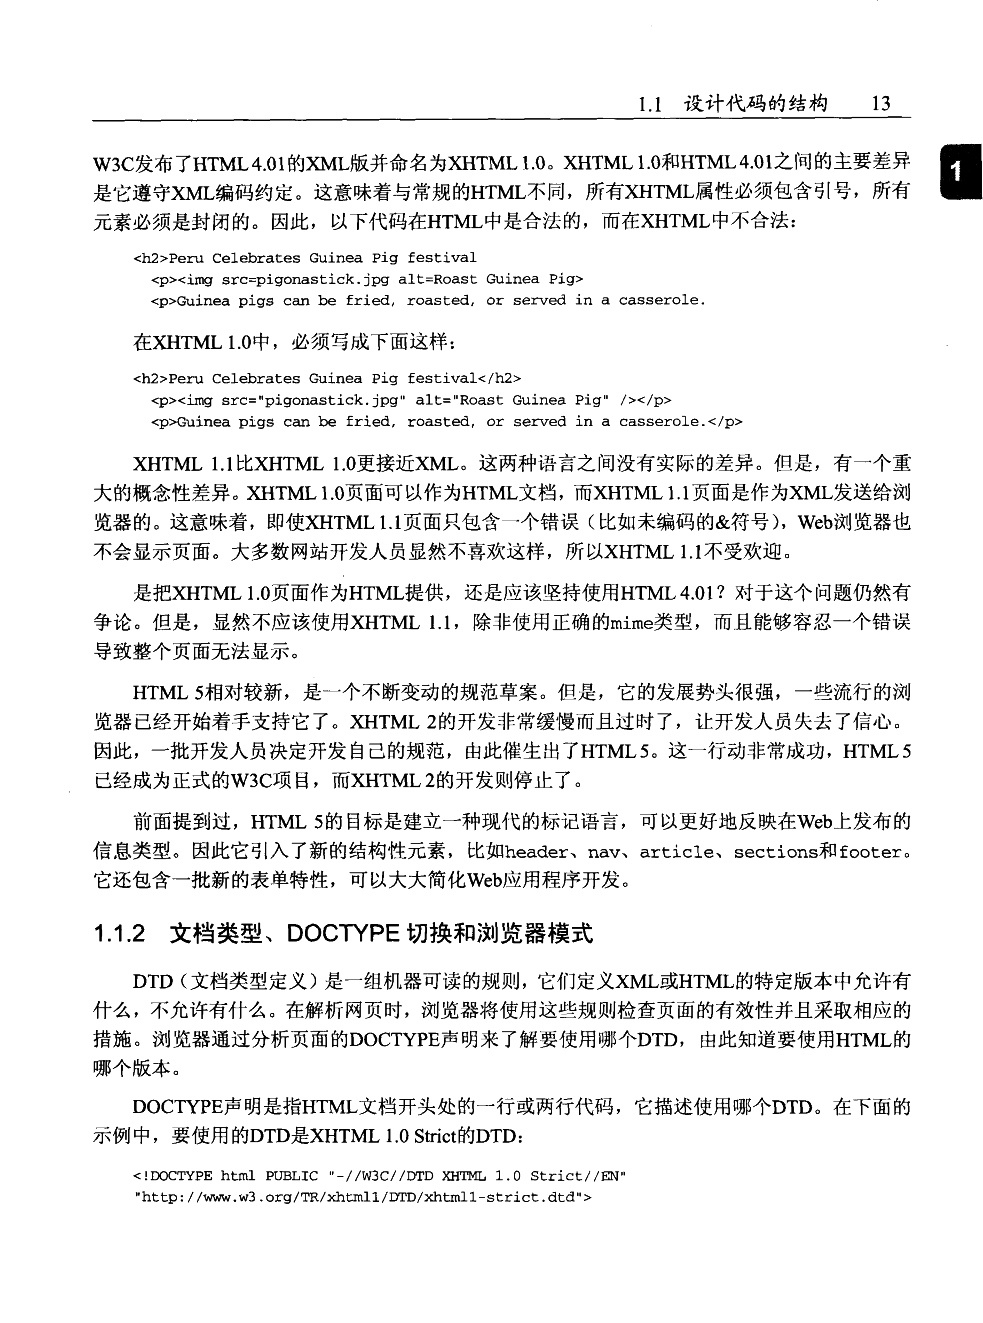 1.1 设计代码的结构 13
1
W3C发布了HTML 4.01的XML版并命名为XHTML 1.0。XHTML 1.0和HTML 4.01之间的主要差异
是它遵守XML编码约定。这意味着与常规的HTML不同，所有XHTML属性必须包含引号，所有
元素必须是封闭的。因此，以下代码在HTML中是合法的，而在XHTML中不合法：
<h2>Peru Celebrates Guinea Pig festival
<p><img src=pigonastick.jpg alt=Roast Guinea Pig>
<p>Guinea pigs can be fried, roasted, or served in a casserole.
在XHTML 1.0中，必须写成下面这样：
<h2>Peru Celebrates Guinea Pig festival</h2>
<p><img src="pigonastick.jpg" alt="Roast Guinea Pig" /></p>
<p>Guinea pigs can be fried, roasted, or served in a casserole.</p>
XHTML 1.1比XHTML 1.0更接近XML。这两种语言之间没有实际的差异。但是，有一个重
大的概念性差异。XHTML 1.0页面可以作为HTML文档，而XHTML 1.1页面是作为XML发送给浏
览器的。这意味着，即使XHTML 1.1页面只包含一个错误（比如未编码的&符号），Web浏览器也
不会显示页面。大多数网站开发人员显然不喜欢这样，所以XHTML 1.1不受欢迎。
是把XHTML 1.0页面作为HTML提供，还是应该坚持使用HTML 4.01？对于这个问题仍然有
争论。但是，显然不应该使用XHTML 1.1，除非使用正确的mime类型，而且能够容忍一个错误
导致整个页面无法显示。
HTML 5相对较新，是一个不断变动的规范草案。但是，它的发展势头很强，一些流行的浏
览器已经开始着手支持它了。XHTML 2的开发非常缓慢而且过时了，让开发人员失去了信心。
因此，一批开发人员决定开发自己的规范，由此催生出了HTML 5。这一行动非常成功，HTML 5
已经成为正式的W3C项目，而XHTML 2的开发则停止了。
前面提到过，HTML 5的目标是建立一种现代的标记语言，可以更好地反映在Web上发布的
信息类型。因此它引入了新的结构性元素，比如header、nav、article、sections和footer。
它还包含一批新的表单特性，可以大大简化Web应用程序开发。
1.1.2 文档类型、DOCTYPE 切换和浏览器模式
DTD（文档类型定义）是一组机器可读的规则，它们定义XML或HTML的特定版本中允许有
什么，不允许有什么。在解析网页时，浏览器将使用这些规则检查页面的有效性并且采取相应的
措施。浏览器通过分析页面的DOCTYPE声明来了解要使用哪个DTD，由此知道要使用HTML的
哪个版本。
DOCTYPE声明是指HTML文档开头处的一行或两行代码，它描述使用哪个DTD。在下面的
示例中，要使用的DTD是XHTML 1.0 Strict的DTD：
<!DOCTYPE html PUBLIC "-//W3C//DTD XHTML 1.0 Strict//EN"
"http://www.w3.org/TR/xhtml1/DTD/xhtml1-strict.dtd">